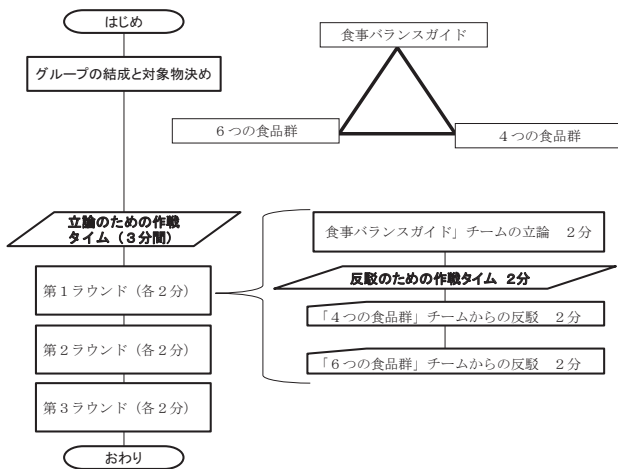 はじめ
グループの結成と対象物決め
食事バランスガイド
6つの食品群
4つの食品群
立論のための作戦
タイム（3分間）
第1ラウンド（各2分）
第2ラウンド（各2分）
第3ラウンド（各2分）
おわり
食事バランスガイド」チームの立論　2分
反駁のための作戦タイム　2分
「4つの食品群」チームからの反駁　2分
「6つの食品群」チームからの反駁　2分